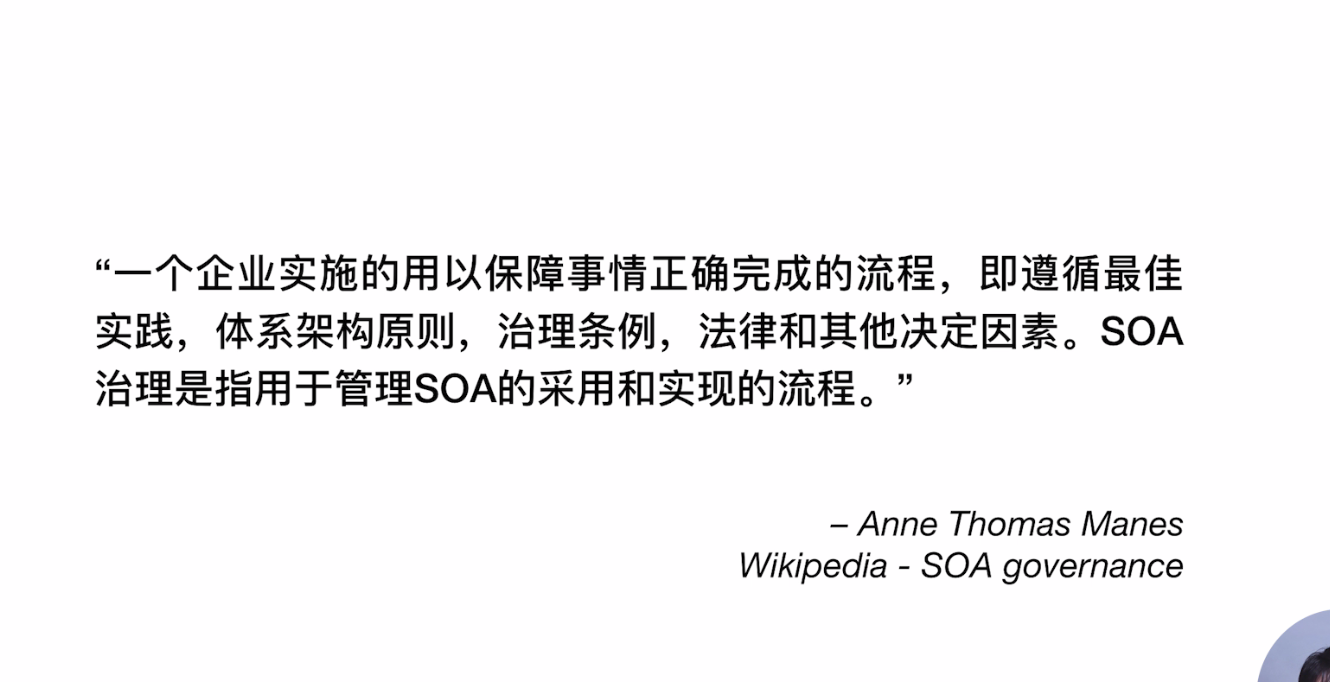 “一个企业实施的用以保障事情正确完成的流程，即遵循最佳
实践，体系架构原则，治理条例，法律和其他决定因素。SOA
治理是指用于管理SOA的采用和实现的流程。”
– Anne Thomas Manes
Wikipedia - SOA governance